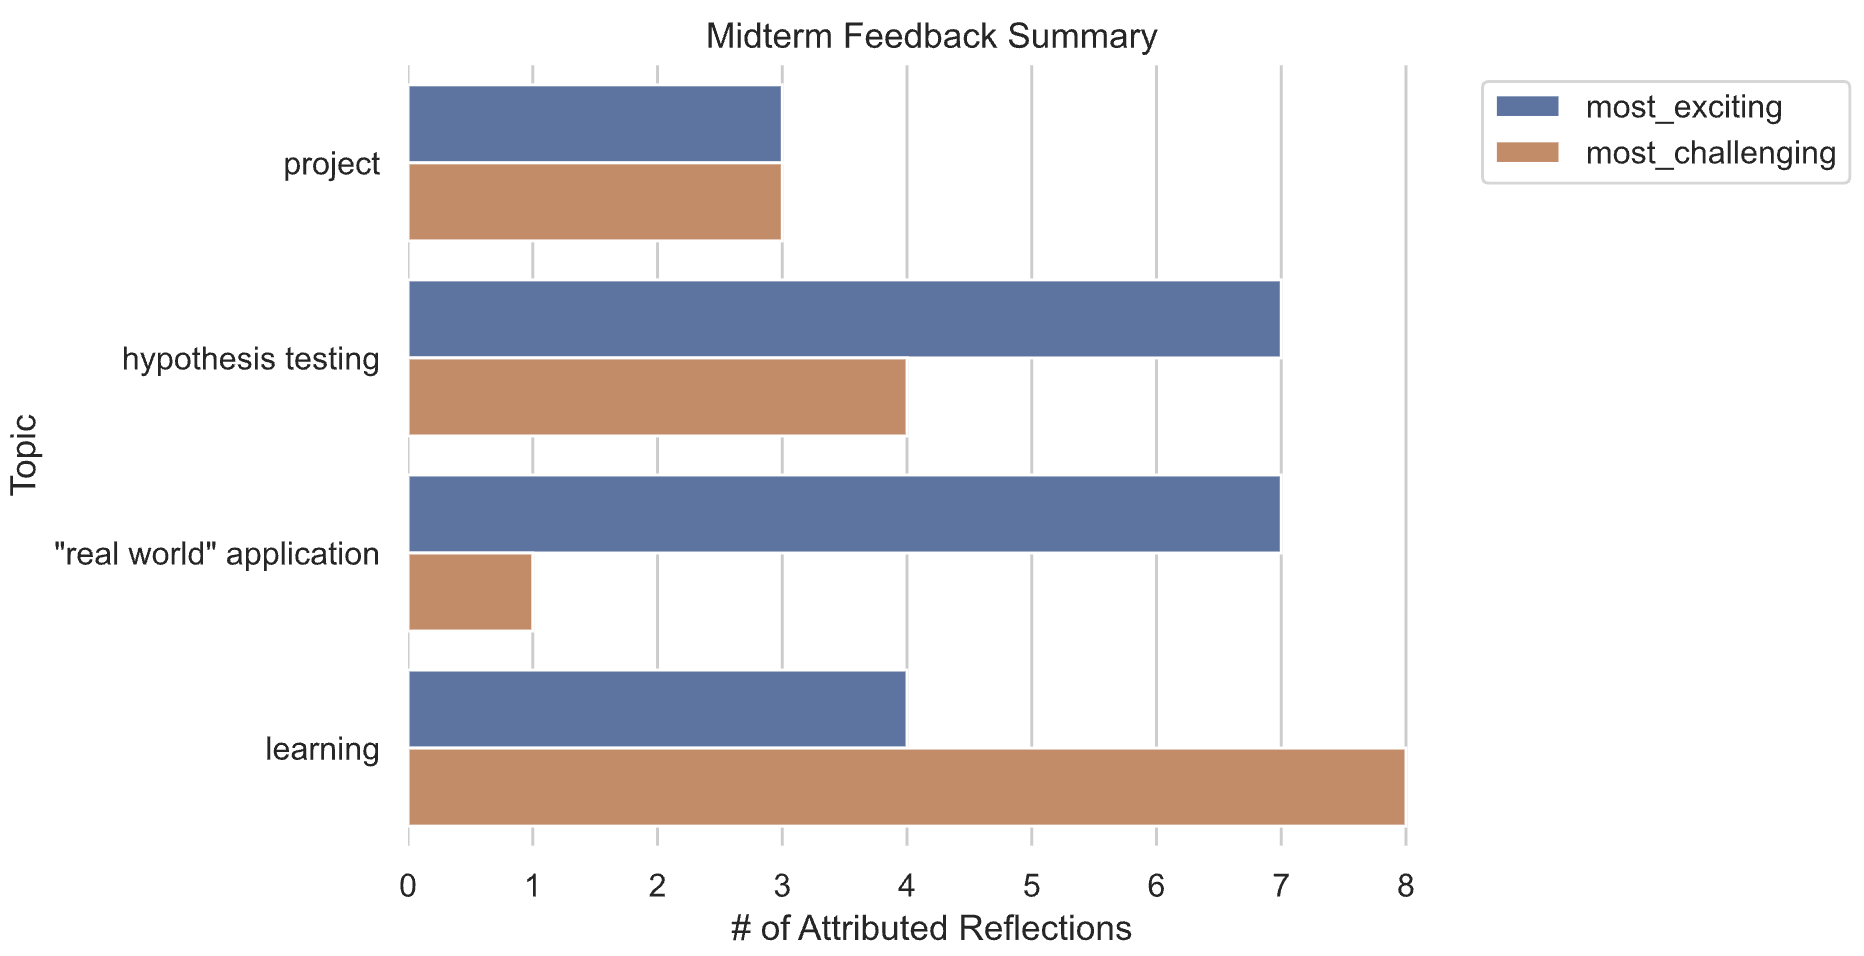 Midterm Feedback Summary
most_exciting
most_challenging
project
hypothesis testing
"real world" application
learning
Topic
0 1 2 3 4 5 6 7 8
# of Attributed Reflections